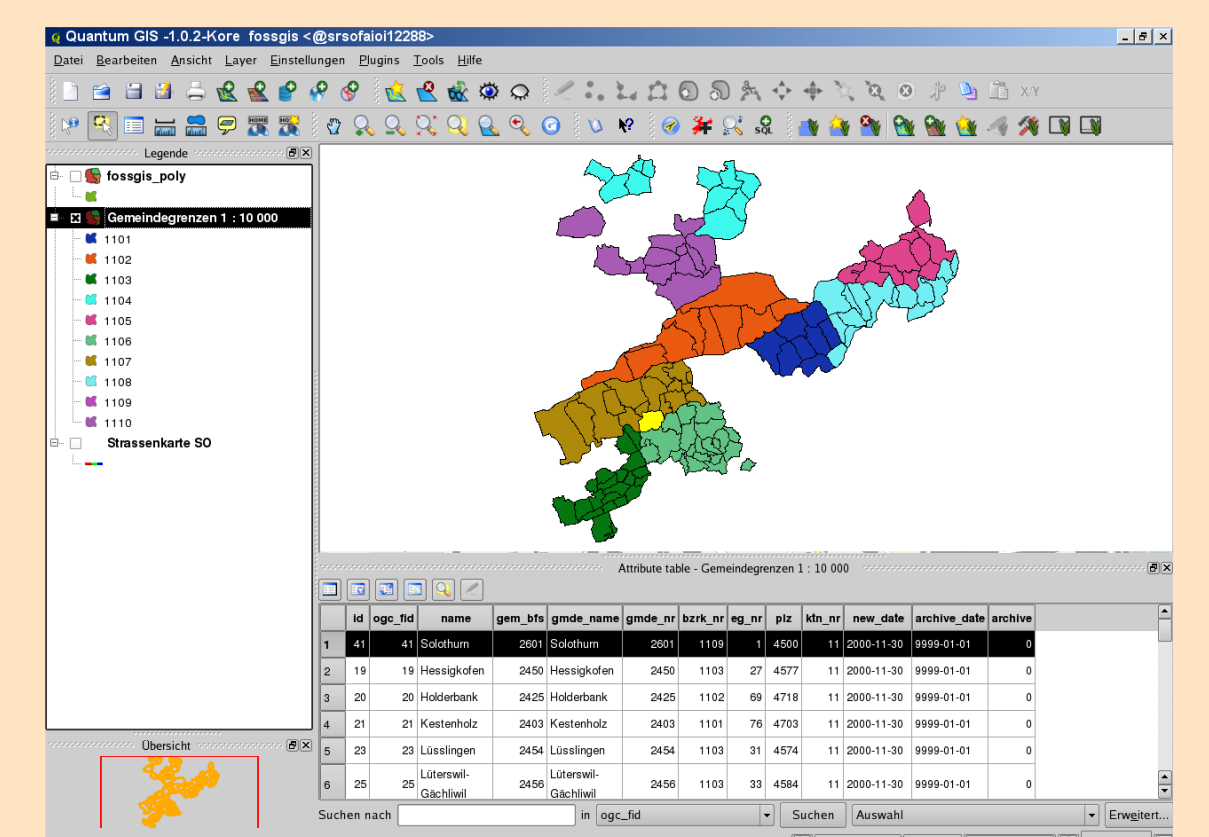 Quantum GIS -1.0.2-Kore fossgis <@srsofaioi12288>
Datei Bearbeiten Ansicht Layer Einstellungen Plugins Tools Hilfe
X/Y
HOME HOME SQL
Legende
fossgis_poly
Gemeindegrenzen 1 : 10 000
1101
1102
1103
1104
1105
1106
1107
1108
1109
1110
Strassenkarte SO
Attribute table - Gemeindegrenzen 1 : 10 000
id ogc_fid name gem_bfs gmde_name gmde_nr bzrk_nr eg_nr plz ktn_nr new_date archive_date archive
1 41 41 Solothurn 2601 Solothurn 2601 1109 1 4500 11 2000-11-30 9999-01-01 0
2 19 19 Hessigkofen 2450 Hessigkofen 2450 1103 27 4577 11 2000-11-30 9999-01-01 0
3 20 20 Holderbank 2425 Holderbank 2425 1102 69 4718 11 2000-11-30 9999-01-01 0
4 21 21 Kestenholz 2403 Kestenholz 2403 1101 76 4703 11 2000-11-30 9999-01-01 0
5 23 23 Lüsslingen 2454 Lüsslingen 2454 1103 31 4574 11 2000-11-30 9999-01-01 0
6 25 25 Lüterswil-Gächliwil 2456 Lüterswil-Gächliwil 2456 1103 33 4584 11 2000-11-30 9999-01-01 0
Übersicht
Suchen nach in ogc_fid Suchen Auswahl Erweitert...